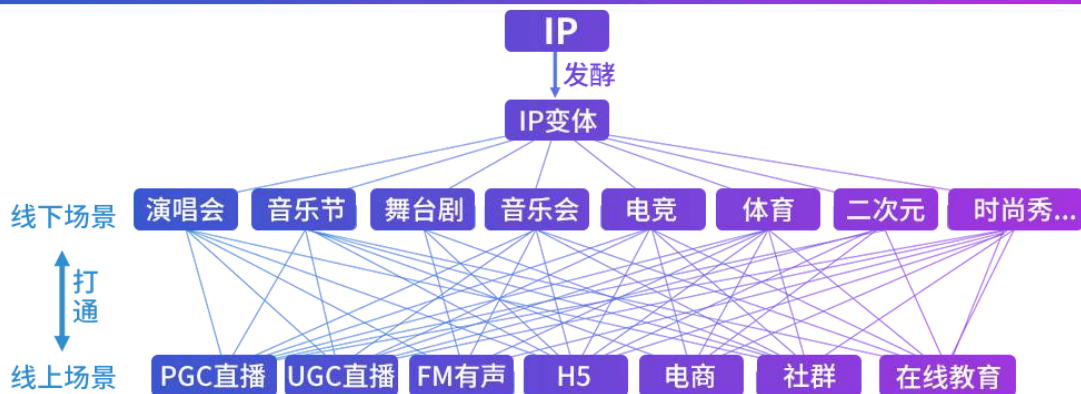 IP
发酵
IP变体
线下场景
演唱会
音乐节
舞台剧
音乐会
电竞
体育
二次元
时尚秀...
打
通
线上场景
PGC直播
UGC直播
FM有声
H5
电商
社群
在线教育